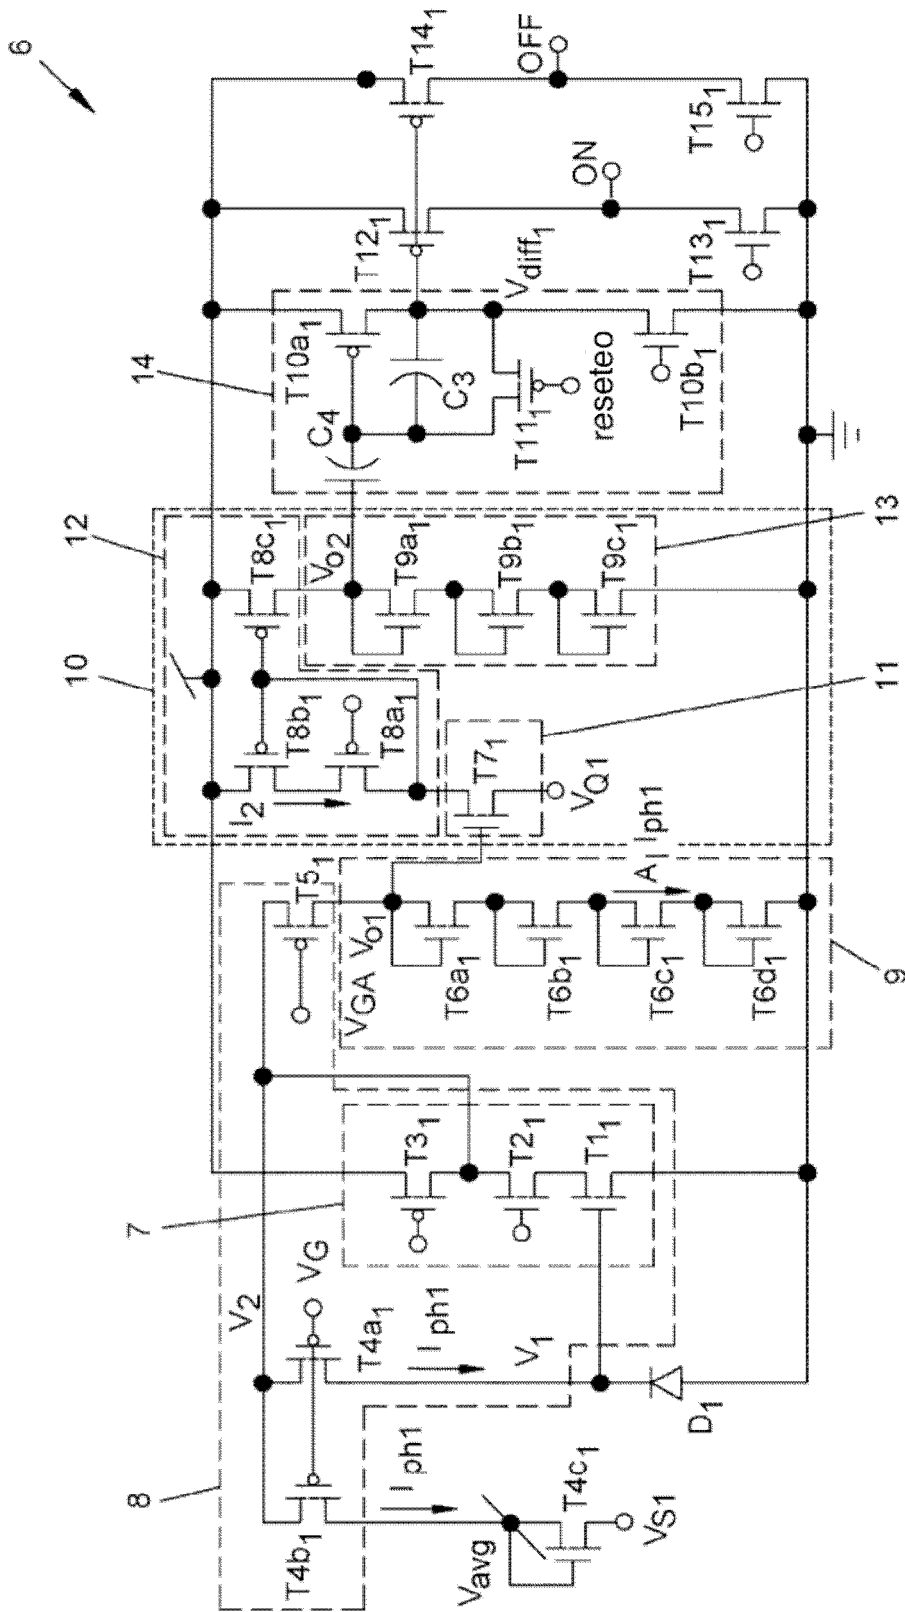 6
8
7
9
10
12
11
13
14
T4b₁
I_ph1
V_avg
T4c₁
V_S1
V₂
V_G
T4a₁
I_ph1
V₁
D₁
T3₁
T2₁
T1₁
T5₁
V_GA V_o1
T6a₁
T6b₁
T6c₁
T6d₁
A_I I_ph1
I₂
T8b₁
T8a₁
T8c₁
T7₁
V_Q1
V_o2
T9a₁
T9b₁
T9c₁
C₄
T10a₁
C₃
T11₁
reseteo
V_diff₁
T10b₁
T12₁
ON
T13₁
T14₁
OFF
T15₁